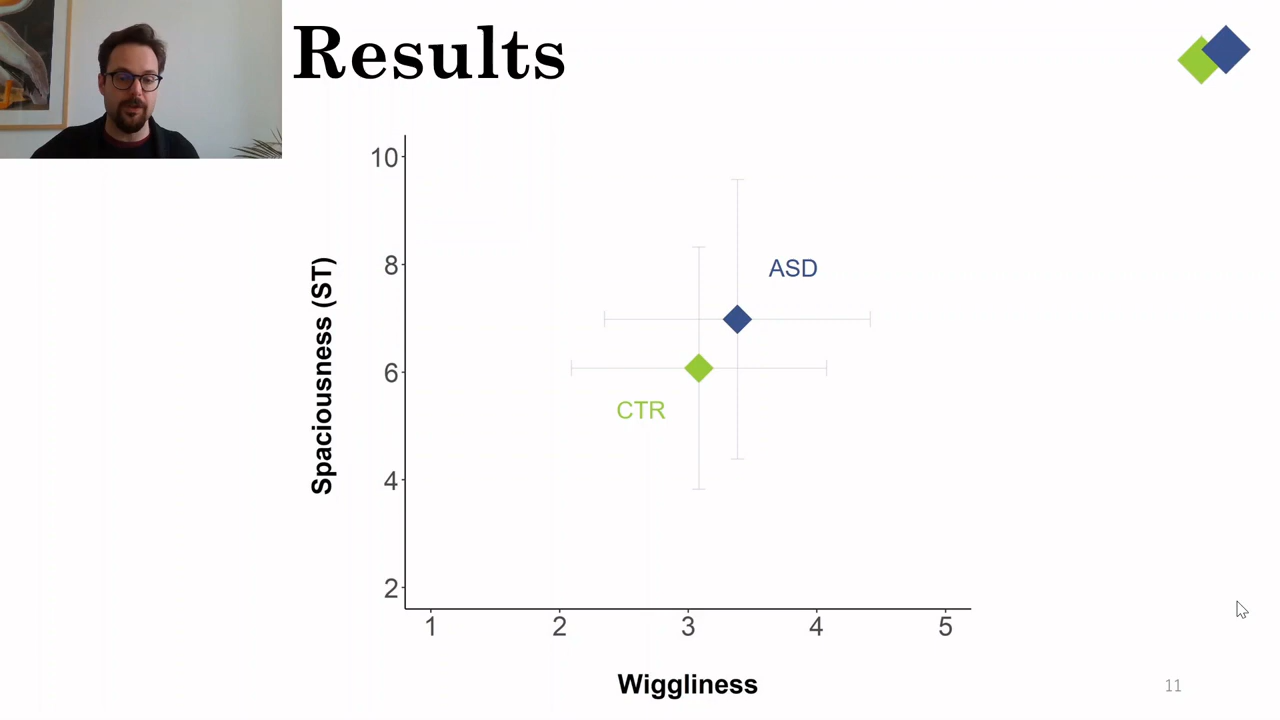 Results
10
8
6
4
2
Spaciousness (ST)
ASD
CTR
1 2 3 4 5
Wiggliness
11